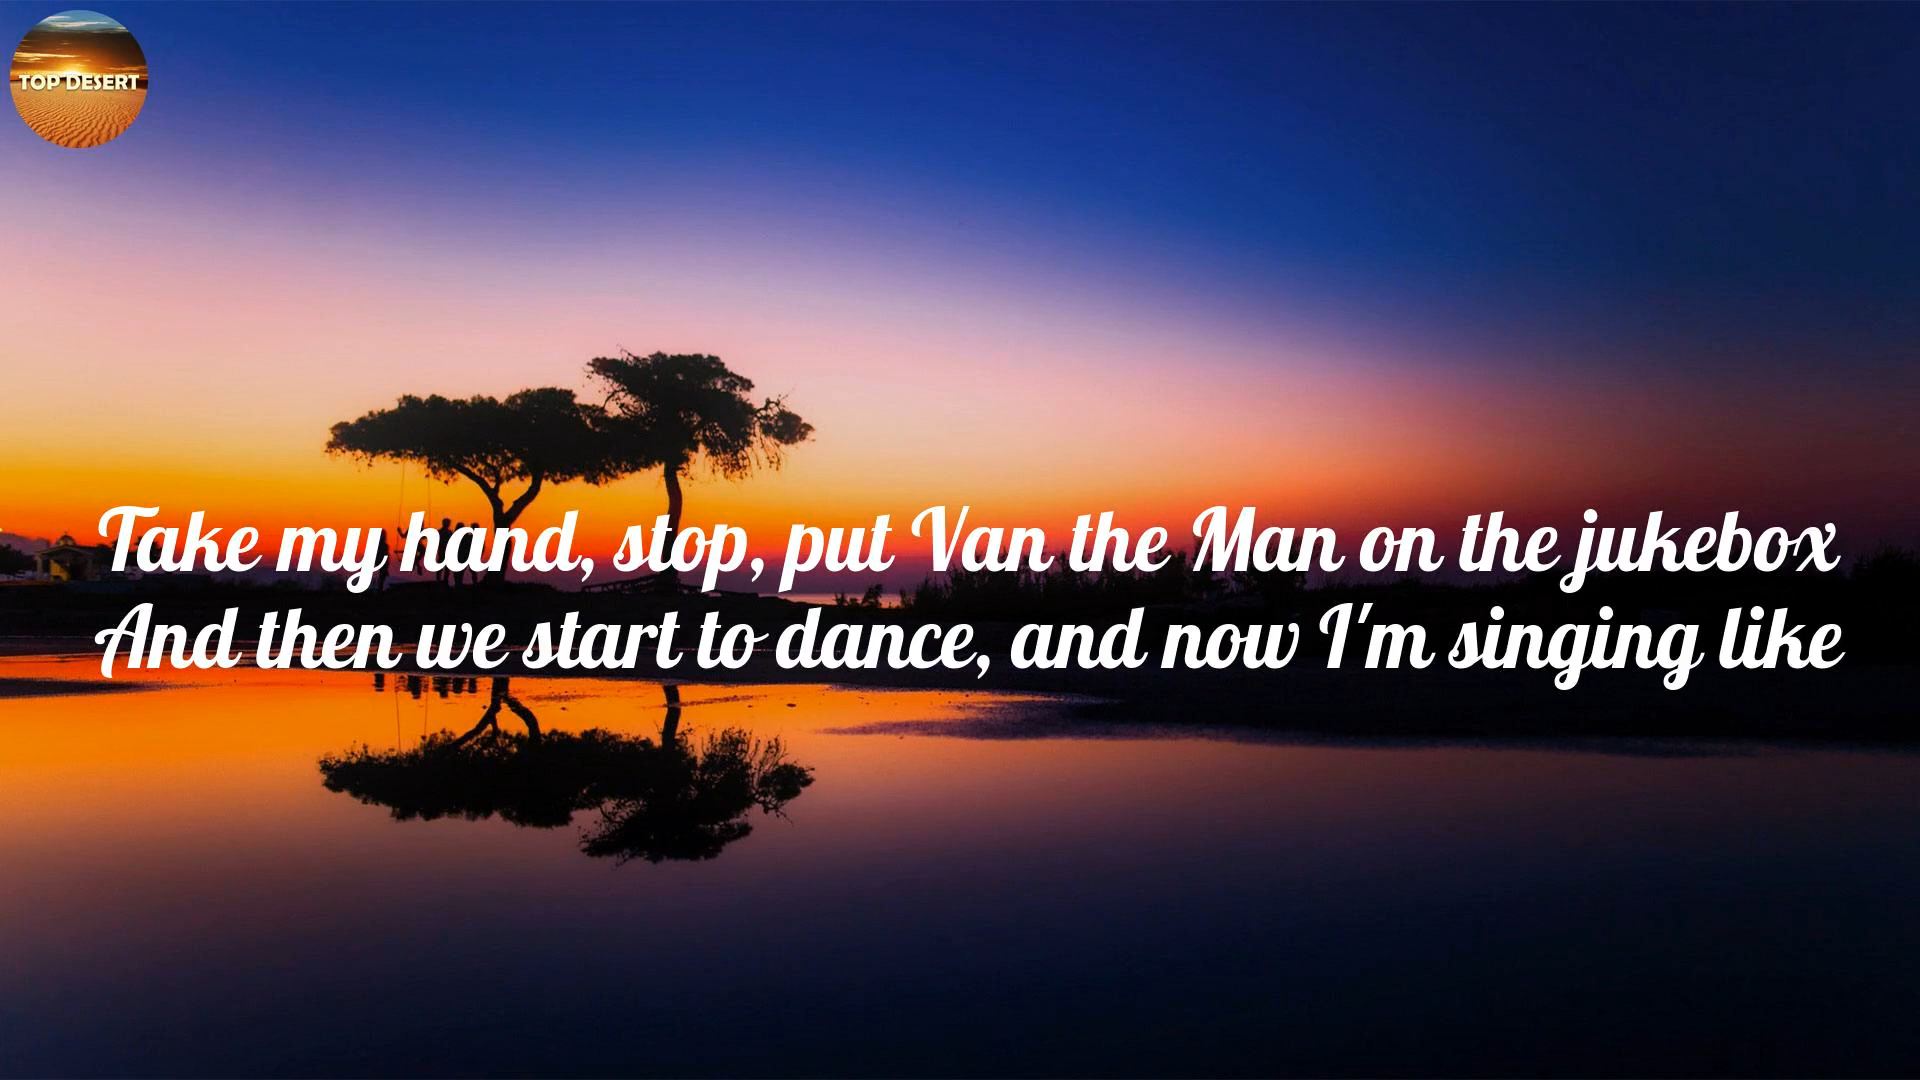 TOP DESERT
Take my hand, stop, put Van the Man on the jukebox
And then we start to dance, and now I'm singing like